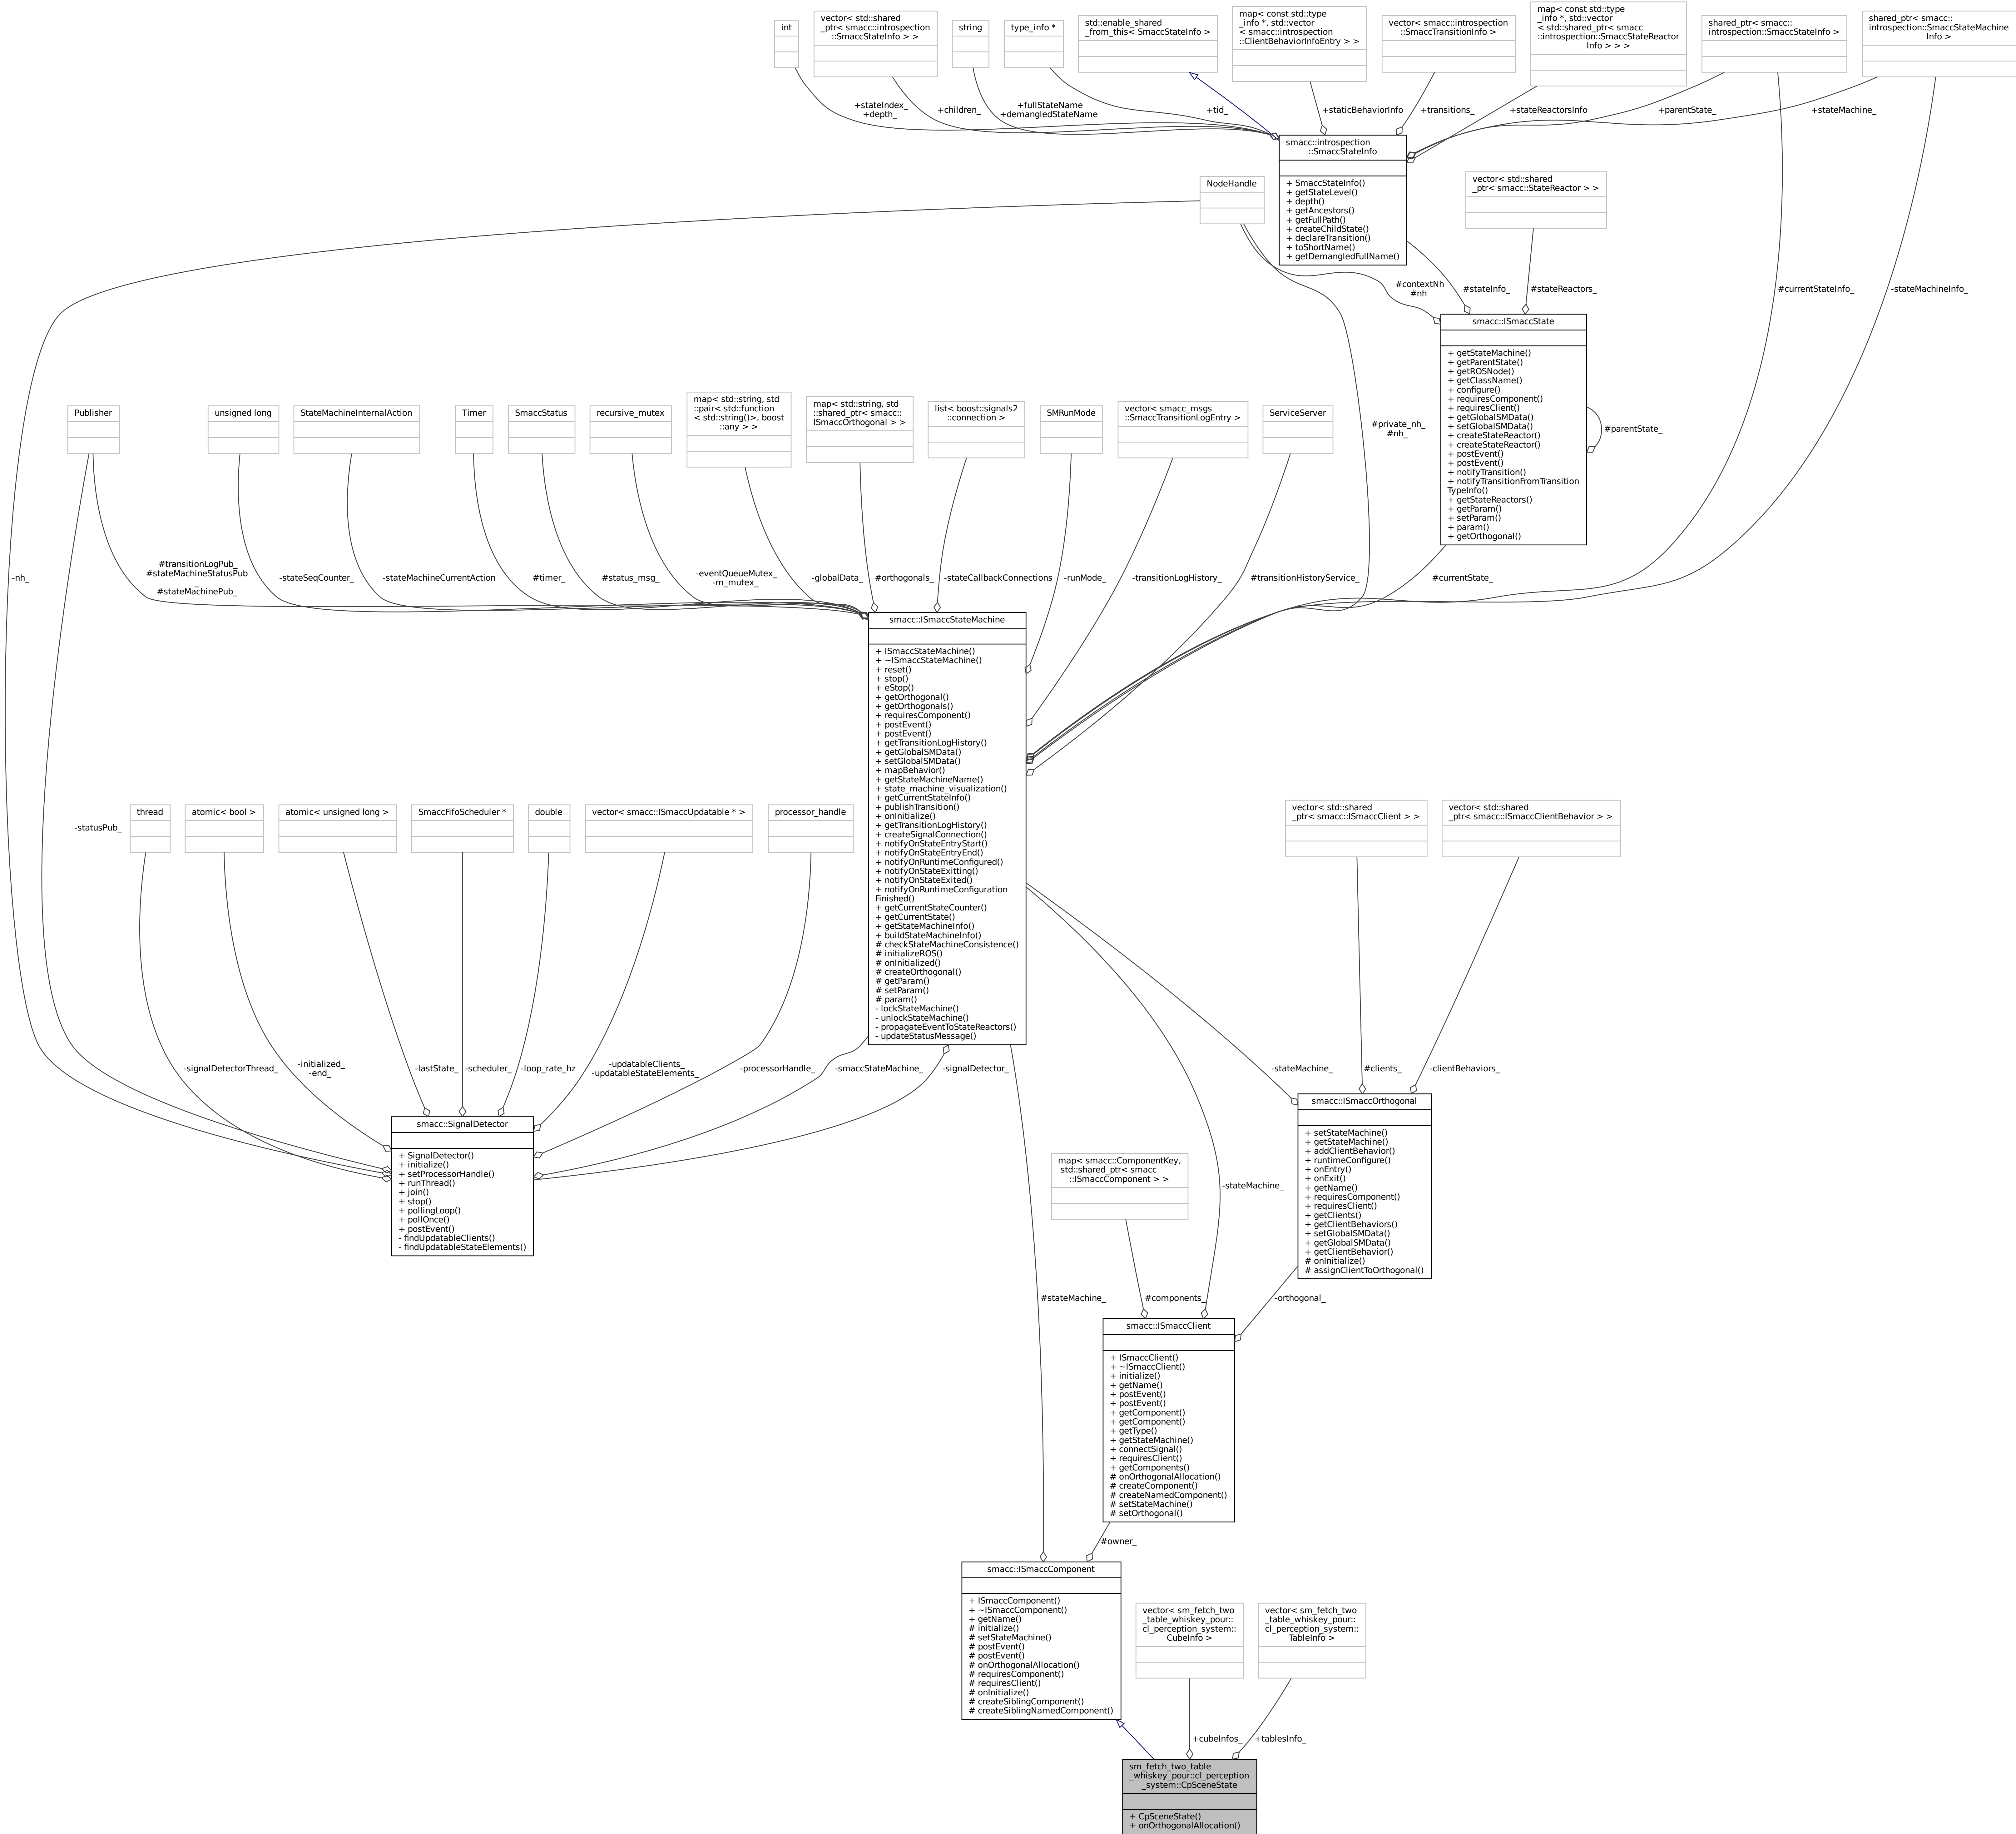 int
vector< std::shared
_ptr< smacc::introspection
::SmaccStateInfo > >
string
type_info *
std::enable_shared
_from_this< SmaccStateInfo >
map< const std::type
_info *, std::vector
< smacc::introspection
::ClientBehaviorInfoEntry > >
vector< smacc::introspection
::SmaccTransitionInfo >
map< const std::type
_info *, std::vector
< std::shared_ptr< smacc
::introspection::SmaccStateReactor
Info > > >
shared_ptr< smacc::
introspection::SmaccStateInfo >
shared_ptr< smacc::
introspection::SmaccStateMachine
Info >
+stateIndex_
+depth_
+children_
+fullStateName
+demangledStateName
+tid_
+staticBehaviorInfo
+transitions_
+stateReactorsInfo
+parentState_
+stateMachine_
smacc::introspection
::SmaccStateInfo
+ SmaccStateInfo()
+ getStateLevel()
+ depth()
+ getAncestors()
+ getFullPath()
+ createChildState()
+ declareTransition()
+ toShortName()
+ getDemangledFullName()
NodeHandle
vector< std::shared
_ptr< smacc::StateReactor > >
#contextNh
#nh
#stateInfo_
#stateReactors_
#currentStateInfo_
-stateMachineInfo_
smacc::ISmaccState
+ getStateMachine()
+ getParentState()
+ getROSNode()
+ getClassName()
+ configure()
+ requiresComponent()
+ requiresClient()
+ getGlobalSMData()
+ setGlobalSMData()
+ createStateReactor()
+ createStateReactor()
+ postEvent()
+ postEvent()
+ notifyTransition()
+ notifyTransitionFromTransition
TypeInfo()
+ getStateReactors()
+ getParam()
+ setParam()
+ param()
+ getOrthogonal()
#parentState_
Publisher
unsigned long
StateMachineInternalAction
Timer
SmaccStatus
recursive_mutex
map< std::string, std
::pair< std::function
< std::string()>, boost
::any > >
map< std::string, std
::shared_ptr< smacc::
ISmaccOrthogonal > >
list< boost::signals2
::connection >
SMRunMode
vector< smacc_msgs
::SmaccTransitionLogEntry >
ServiceServer
#private_nh_
#nh_
-nh_
#transitionLogPub_
#stateMachineStatusPub
_
#stateMachinePub_
-stateSeqCounter_
-stateMachineCurrentAction
#timer_
#status_msg_
-eventQueueMutex_
-m_mutex_
-globalData_
#orthogonals_
-stateCallbackConnections
-runMode_
-transitionLogHistory_
#transitionHistoryService_
#currentState_
smacc::ISmaccStateMachine
+ ISmaccStateMachine()
+ ~ISmaccStateMachine()
+ reset()
+ stop()
+ eStop()
+ getOrthogonal()
+ getOrthogonals()
+ requiresComponent()
+ postEvent()
+ postEvent()
+ getTransitionLogHistory()
+ getGlobalSMData()
+ setGlobalSMData()
+ mapBehavior()
+ getStateMachineName()
+ state_machine_visualization()
+ getCurrentStateInfo()
+ publishTransition()
+ onInitialize()
+ getTransitionLogHistory()
+ createSignalConnection()
+ notifyOnStateEntryStart()
+ notifyOnStateEntryEnd()
+ notifyOnRuntimeConfigured()
+ notifyOnStateExitting()
+ notifyOnStateExited()
+ notifyOnRuntimeConfiguration
Finished()
+ getCurrentStateCounter()
+ getCurrentState()
+ getStateMachineInfo()
+ buildStateMachineInfo()
# checkStateMachineConsistence()
# initializeROS()
# onInitialized()
# createOrthogonal()
# getParam()
# setParam()
# param()
- lockStateMachine()
- unlockStateMachine()
- propagateEventToStateReactors()
- updateStatusMessage()
-statusPub_
thread
atomic< bool >
atomic< unsigned long >
SmaccFifoScheduler *
double
vector< smacc::ISmaccUpdatable * >
processor_handle
vector< std::shared
_ptr< smacc::ISmaccClient > >
vector< std::shared
_ptr< smacc::ISmaccClientBehavior > >
-signalDetectorThread_
-initialized_
-end_
-lastState_
-scheduler_
-loop_rate_hz
-updatableClients_
-updatableStateElements_
-processorHandle_
-smaccStateMachine_
-signalDetector_
-stateMachine_
#clients_
-clientBehaviors_
smacc::SignalDetector
+ SignalDetector()
+ initialize()
+ setProcessorHandle()
+ runThread()
+ join()
+ stop()
+ pollingLoop()
+ pollOnce()
+ postEvent()
- findUpdatableClients()
- findUpdatableStateElements()
smacc::ISmaccOrthogonal
+ setStateMachine()
+ getStateMachine()
+ addClientBehavior()
+ runtimeConfigure()
+ onEntry()
+ onExit()
+ getName()
+ requiresComponent()
+ requiresClient()
+ getClients()
+ getClientBehaviors()
+ setGlobalSMData()
+ getGlobalSMData()
+ getClientBehavior()
# onInitialize()
# assignClientToOrthogonal()
map< smacc::ComponentKey,
std::shared_ptr< smacc
::ISmaccComponent > >
-stateMachine_
#stateMachine_
#components_
-orthogonal_
smacc::ISmaccClient
+ ISmaccClient()
+ ~ISmaccClient()
+ initialize()
+ getName()
+ postEvent()
+ postEvent()
+ getComponent()
+ getComponent()
+ getType()
+ getStateMachine()
+ connectSignal()
+ requiresClient()
+ getComponents()
# onOrthogonalAllocation()
# createComponent()
# createNamedComponent()
# setStateMachine()
# setOrthogonal()
#owner_
smacc::ISmaccComponent
+ ISmaccComponent()
+ ~ISmaccComponent()
+ getName()
# initialize()
# setStateMachine()
# postEvent()
# postEvent()
# onOrthogonalAllocation()
# requiresComponent()
# requiresClient()
# onInitialize()
# createSiblingComponent()
# createSiblingNamedComponent()
vector< sm_fetch_two
_table_whiskey_pour::
cl_perception_system::
CubeInfo >
vector< sm_fetch_two
_table_whiskey_pour::
cl_perception_system::
TableInfo >
+cubeInfos_
+tablesInfo_
sm_fetch_two_table
_whiskey_pour::cl_perception
_system::CpSceneState
+ CpSceneState()
+ onOrthogonalAllocation()